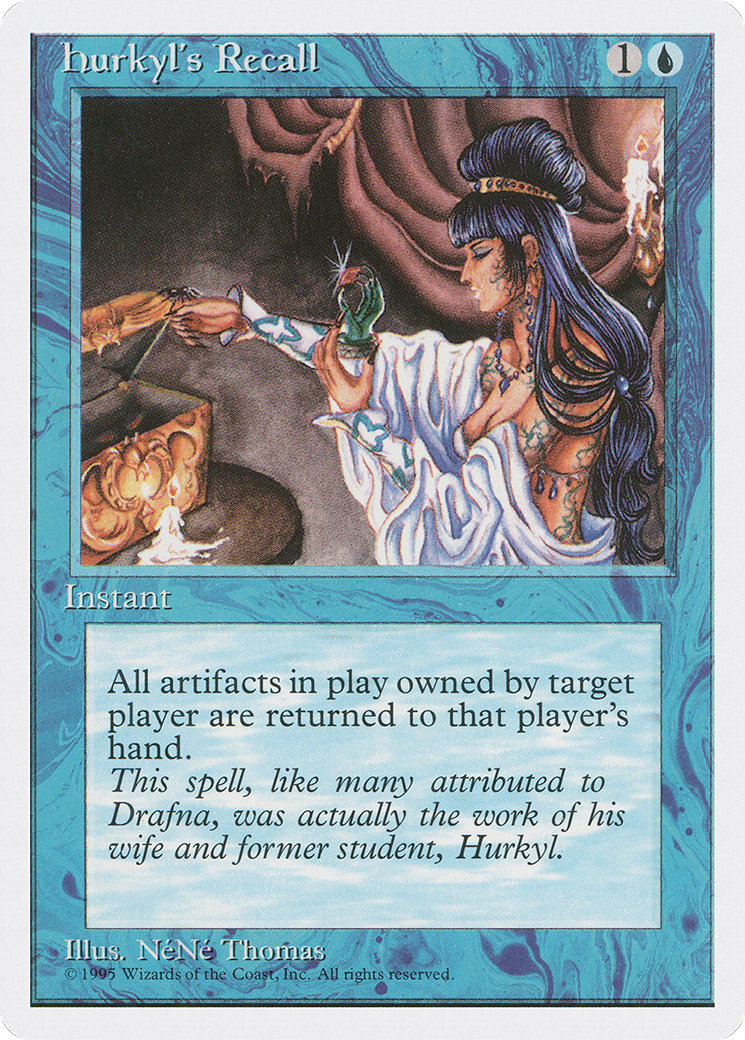 Hurkyl's Recall
1
Instant
All artifacts in play owned by target
player are returned to that player's
hand.
This spell, like many attributed to
Drafna, was actually the work of his
wife and former student, Hurkyl.
Illus. NéNé Thomas
© 1995 Wizards of the Coast, Inc. All rights reserved.